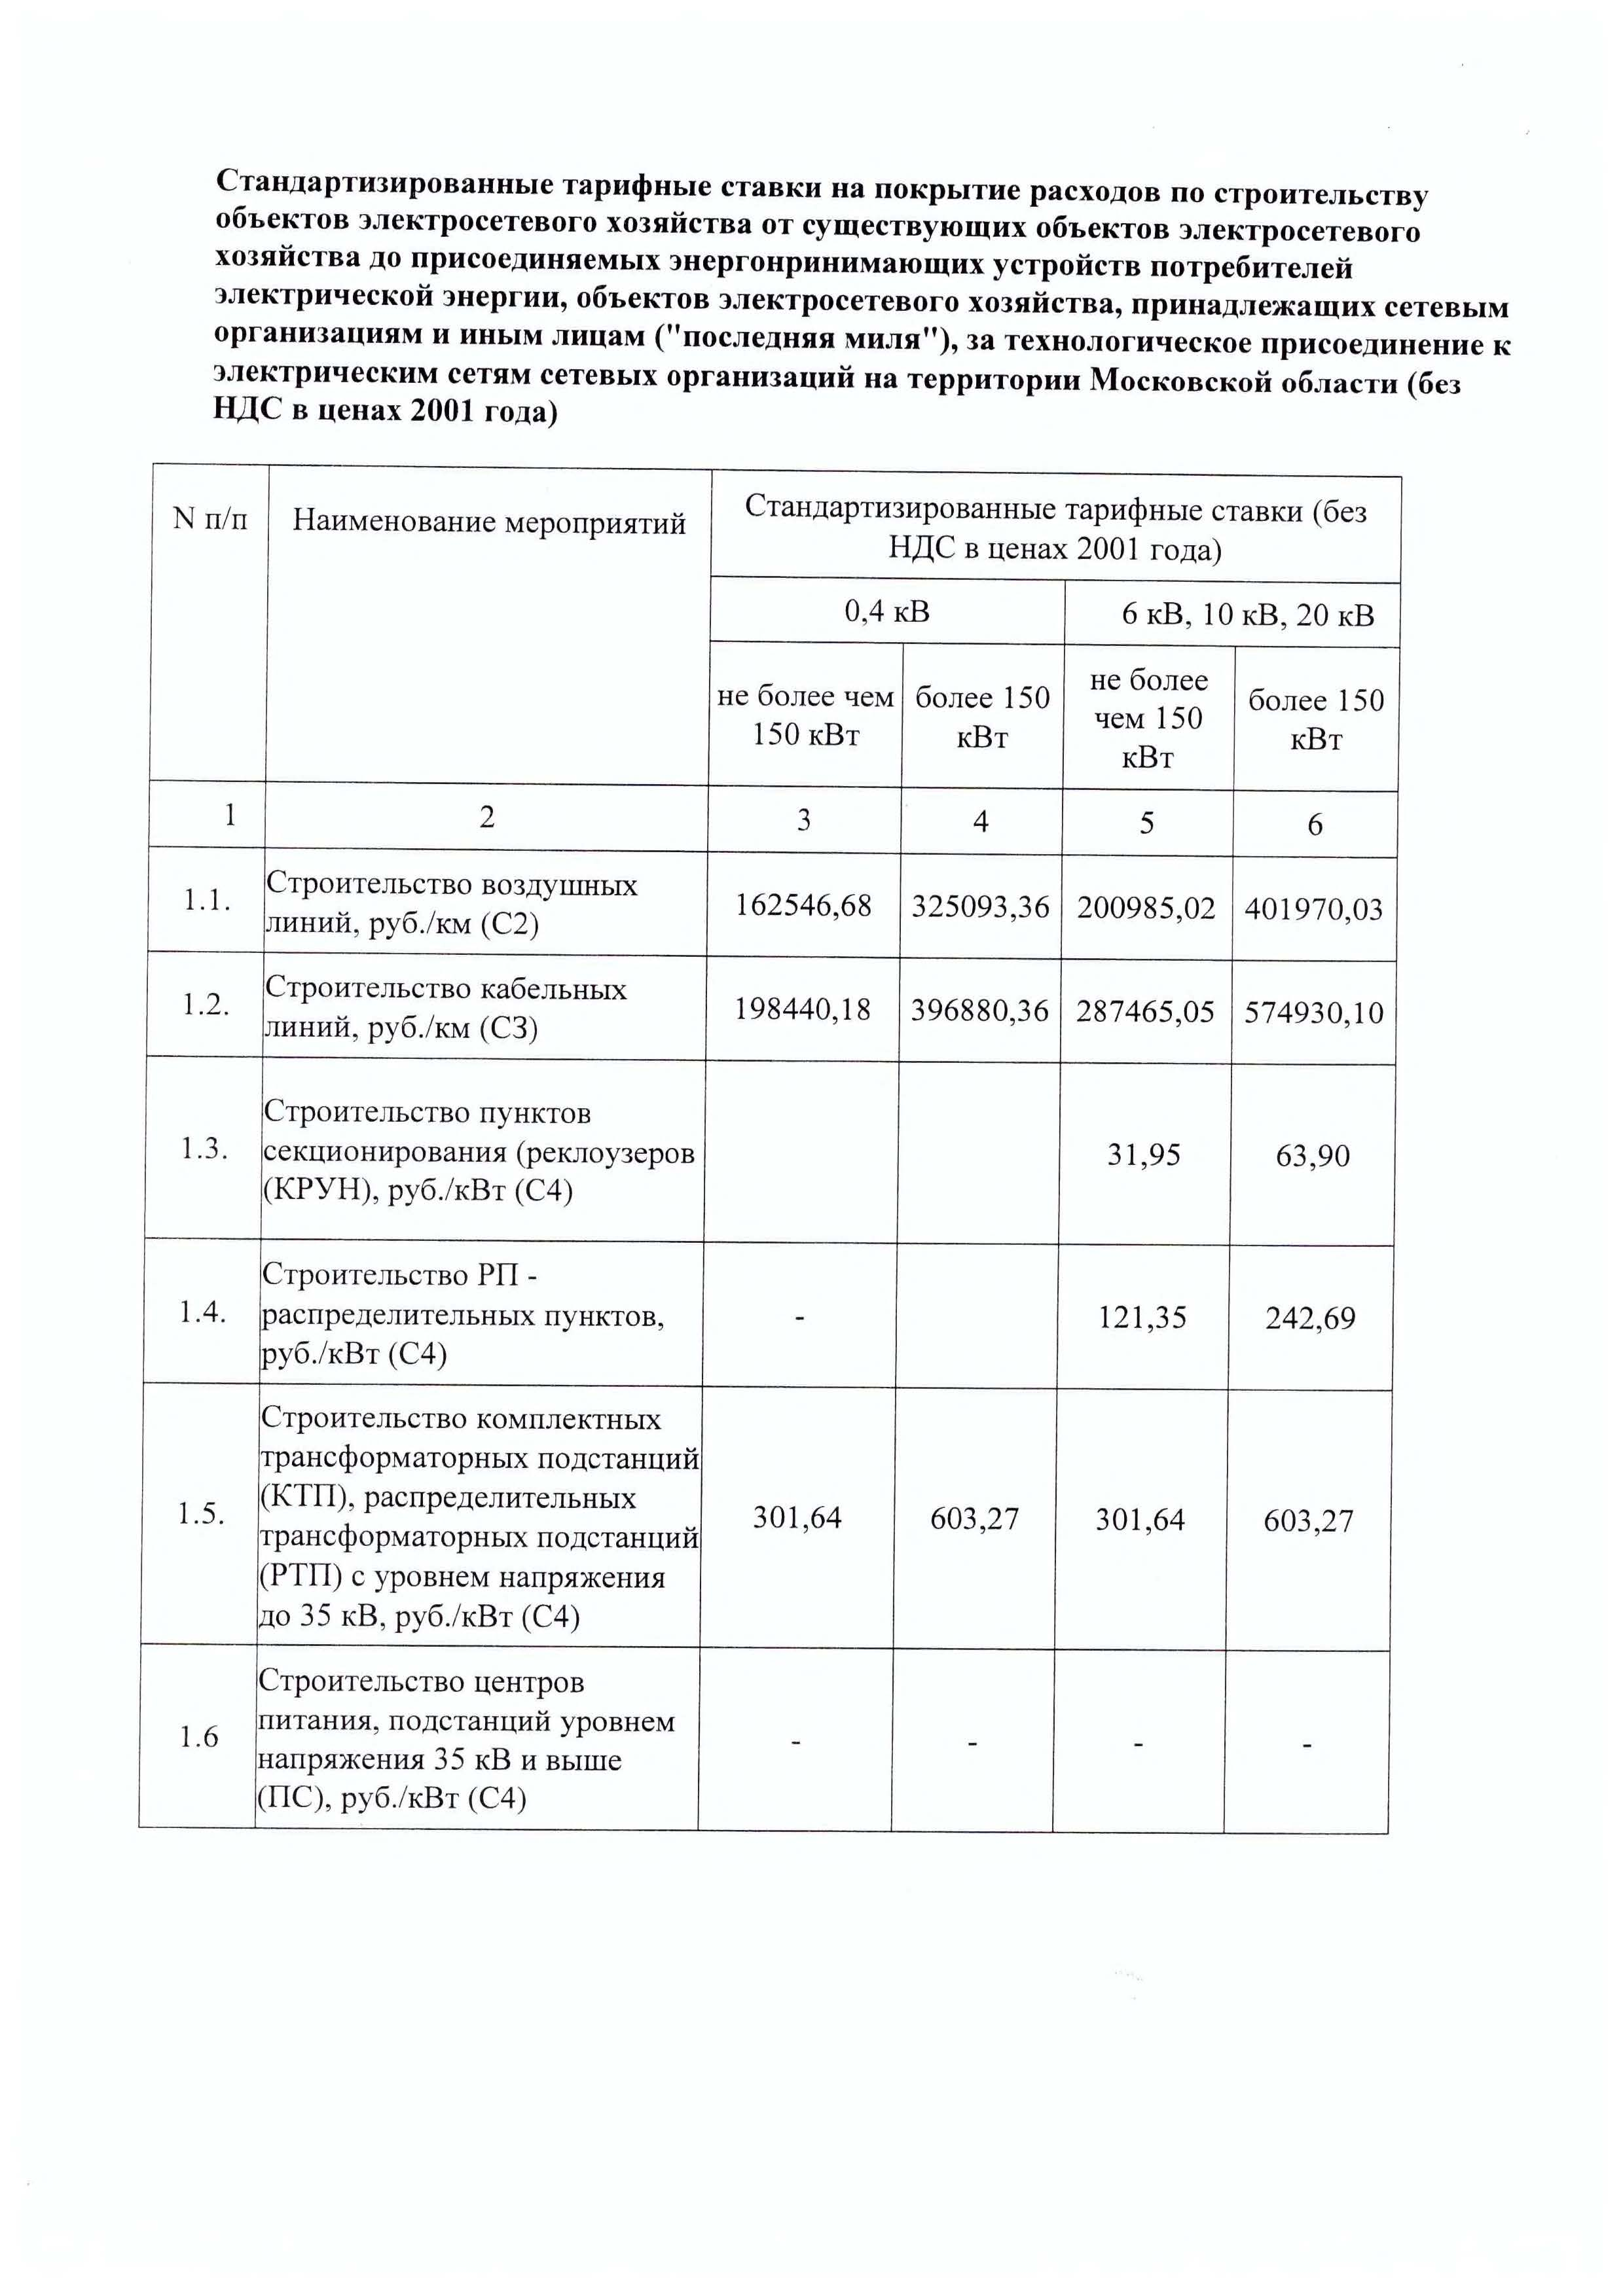 Стандартизированные тарифные ставки на покрытие расходов по строительству
объектов электросетевого хозяйства от существующих объектов электросетевого
хозяйства до присоединяемых энергонринимающих устройств потребителей
электрической энергии, объектов электросетевого хозяйства, принадлежащих сетевым
организациям и иным лицам ("последняя миля"), за технологическое присоединение к
электрическим сетям сетевых организаций на территории Московской области (без
НДС в ценах 2001 года)
N п/п
Наименование мероприятий
Стандартизированные тарифные ставки (без
НДС в ценах 2001 года)
0,4 кВ
6 кВ, 10 кВ, 20 кВ
не более чем
150 кВт
более 150
кВт
не более
чем 150
кВт
более 150
кВт
1
2
3
4
5
6
1.1.
Строительство воздушных
линий, руб./км (С2)
162546,68
325093,36
200985,02
401970,03
1.2.
Строительство кабельных
линий, руб./км (С3)
198440,18
396880,36
287465,05
574930,10
1.3.
Строительство пунктов
секционирования (реклоузеров
(КРУН), руб./кВт (С4)
31,95
63,90
1.4.
Строительство РП -
распределительных пунктов,
руб./кВт (С4)
-
121,35
242,69
1.5.
Строительство комплектных
трансформаторных подстанций
(КТП), распределительных
трансформаторных подстанций
(РТП) с уровнем напряжения
до 35 кВ, руб./кВт (С4)
301,64
603,27
301,64
603,27
1.6
Строительство центров
питания, подстанций уровнем
напряжения 35 кВ и выше
(ПС), руб./кВт (С4)
-
-
-
-